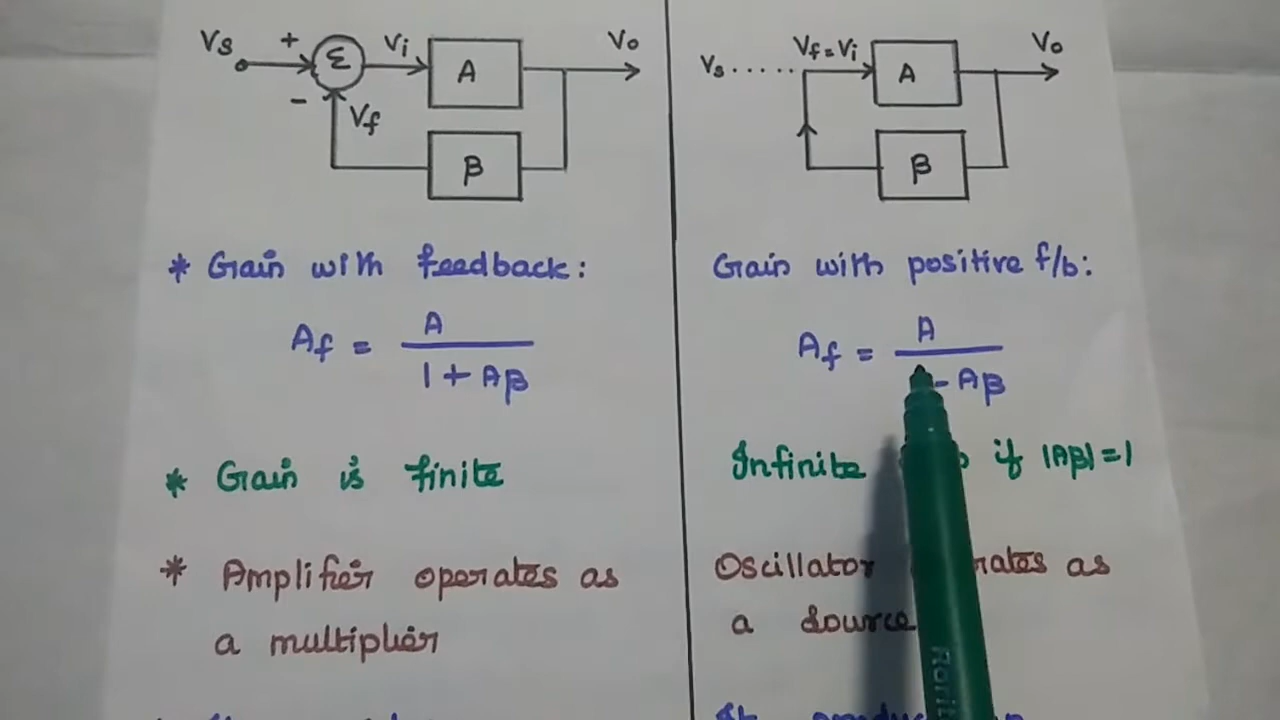 Vs + Σ Vi A Vo
- Vf
β
* Gain with feedback:
Af = A
1 + Aβ
* Gain is finite
* Amplifier operates as
a multiplier
Vs ..... Vf = Vi A Vo
β
Gain with positive f/b:
Af = A
- Aβ
Infinite if |Aβ| = 1
Oscillator as
a source